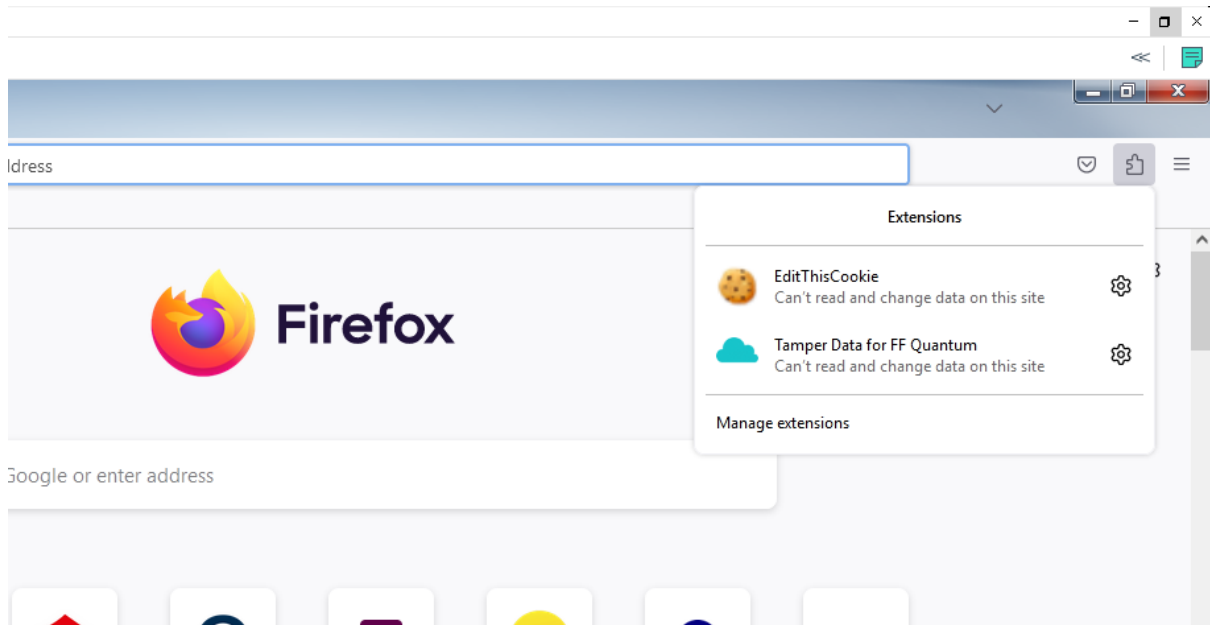 ddress
Extensions
EditThisCookie
Can't read and change data on this site
Tamper Data for FF Quantum
Can't read and change data on this site
Manage extensions
Firefox
Google or enter address